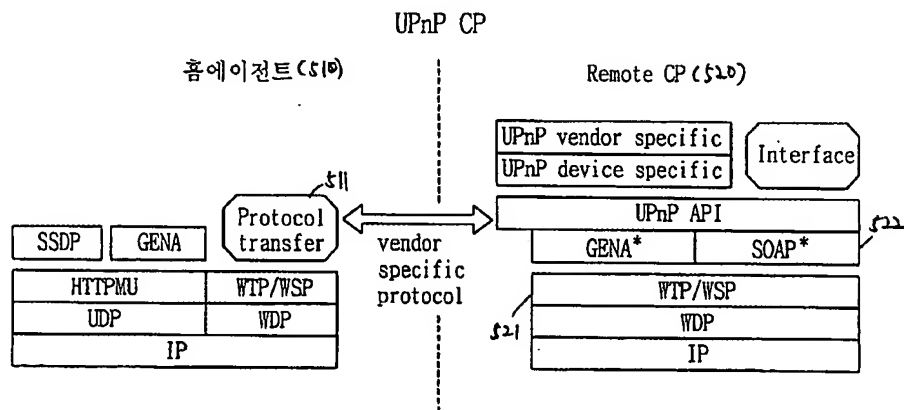 UPnP CP
홈에이전트(510)
Remote CP(520)
UPnP vendor specific
UPnP device specific
Interface
511
Protocol
transfer
UPnP API
SSDP
GENA
vendor
specific
protocol
GENA*
SOAP*
522
HTTPMU
WTP/WSP
UDP
WDP
IP
521
WTP/WSP
WDP
IP